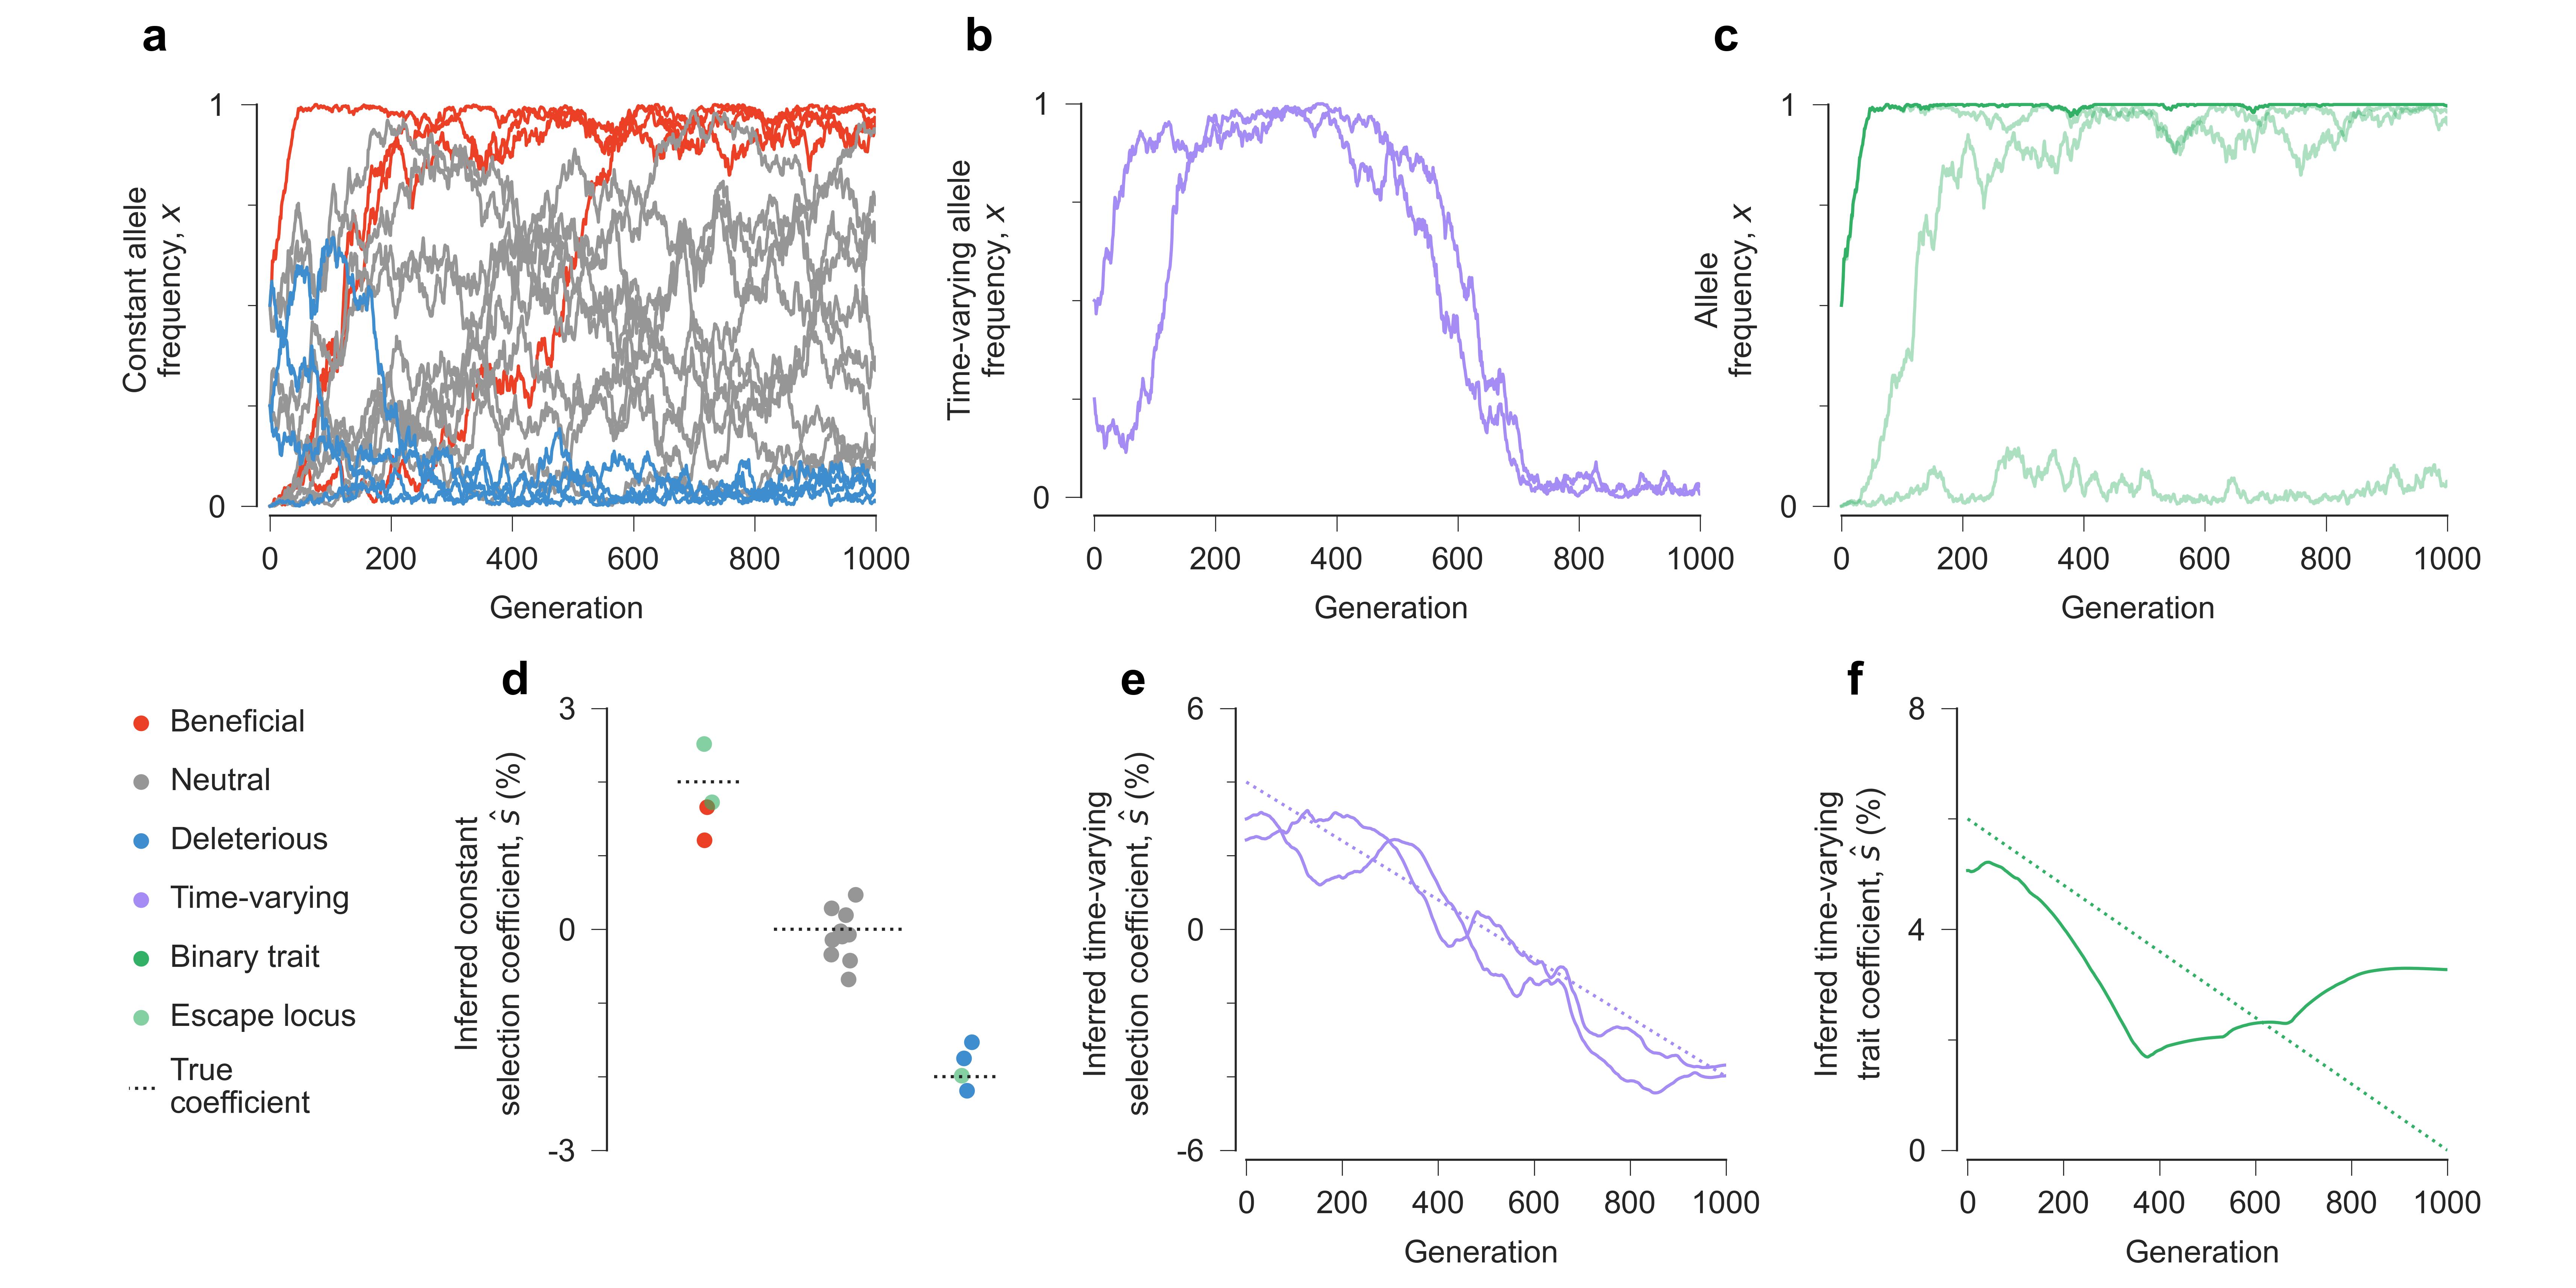 a
Constant allele
frequency, x
1
0
0 200 400 600 800 1000
Generation
b
Time-varying allele
frequency, x
1
0
0 200 400 600 800 1000
Generation
c
Allele
frequency, x
1
0
0 200 400 600 800 1000
Generation
Beneficial
Neutral
Deleterious
Time-varying
Binary trait
Escape locus
True
coefficient
d
Inferred constant
selection coefficient, ŝ (%)
3
0
-3
e
Inferred time-varying
selection coefficient, ŝ (%)
6
0
-6
0 200 400 600 800 1000
Generation
f
Inferred time-varying
trait coefficient, ŝ (%)
8
4
0
0 200 400 600 800 1000
Generation